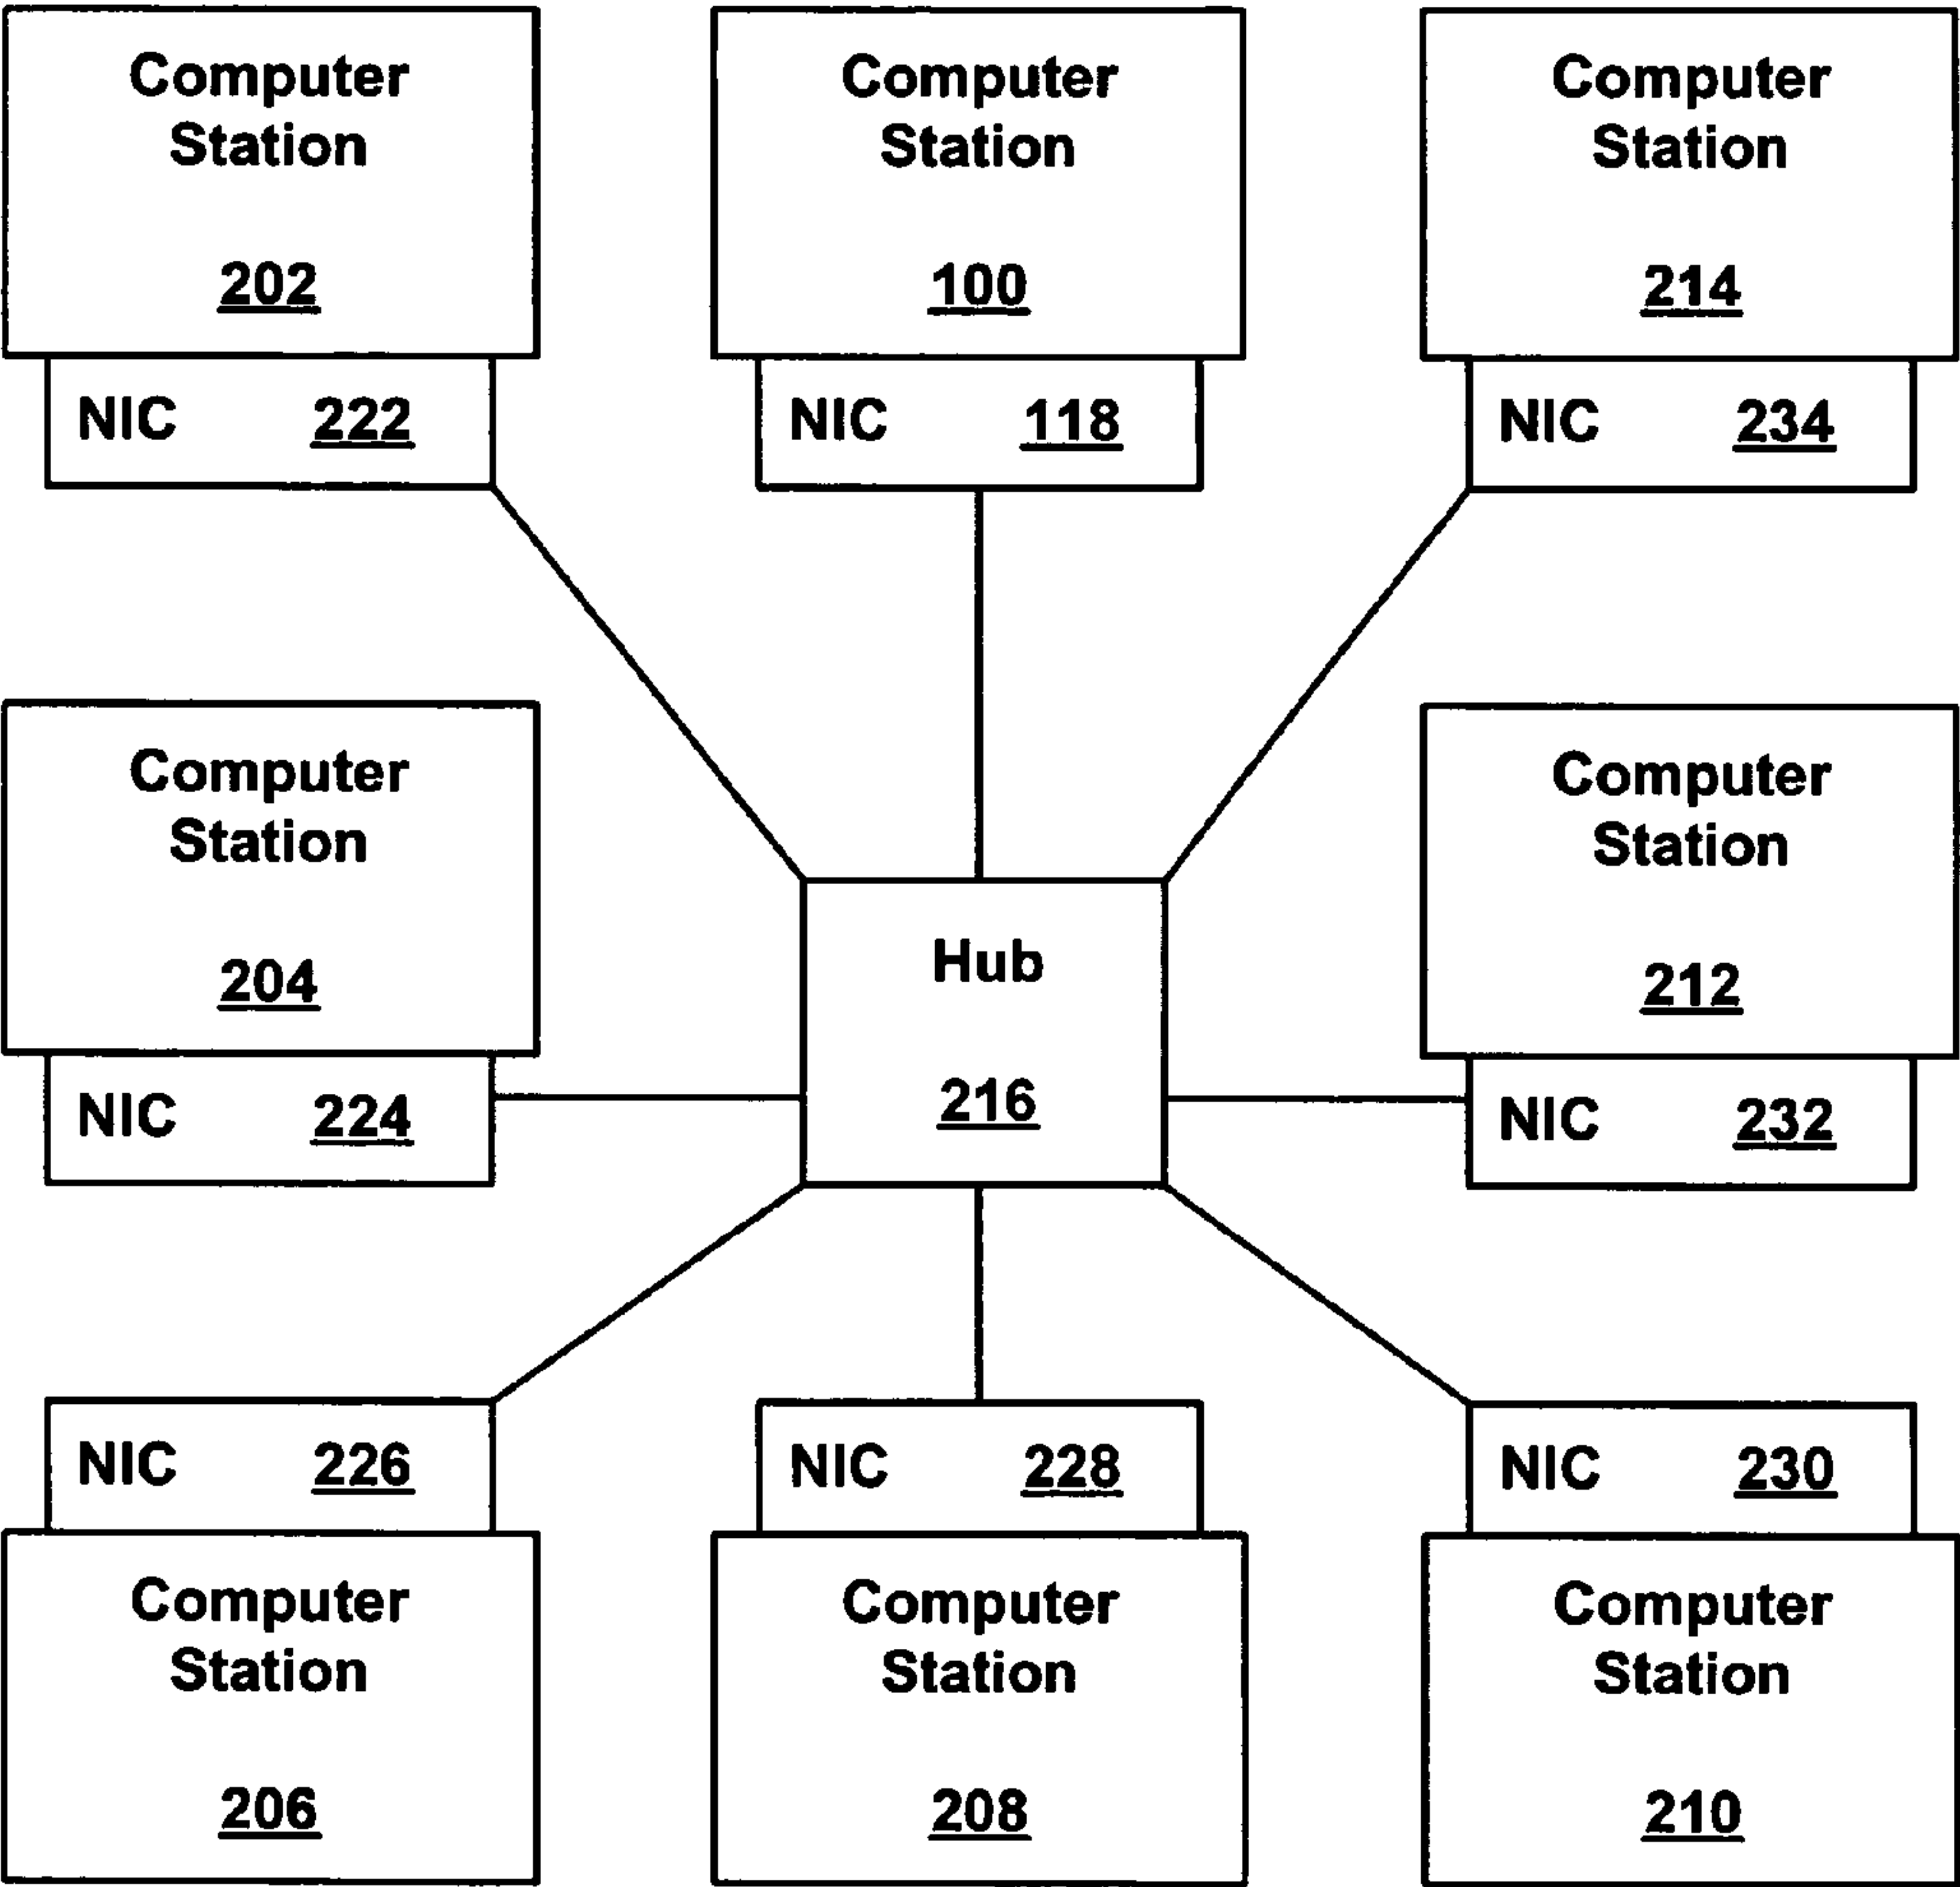 Computer
Station
202
NIC 222
Computer
Station
100
NIC 118
Computer
Station
214
NIC 234
Computer
Station
204
NIC 224
Hub
216
Computer
Station
212
NIC 232
NIC 226
Computer
Station
206
NIC 228
Computer
Station
208
NIC 230
Computer
Station
210